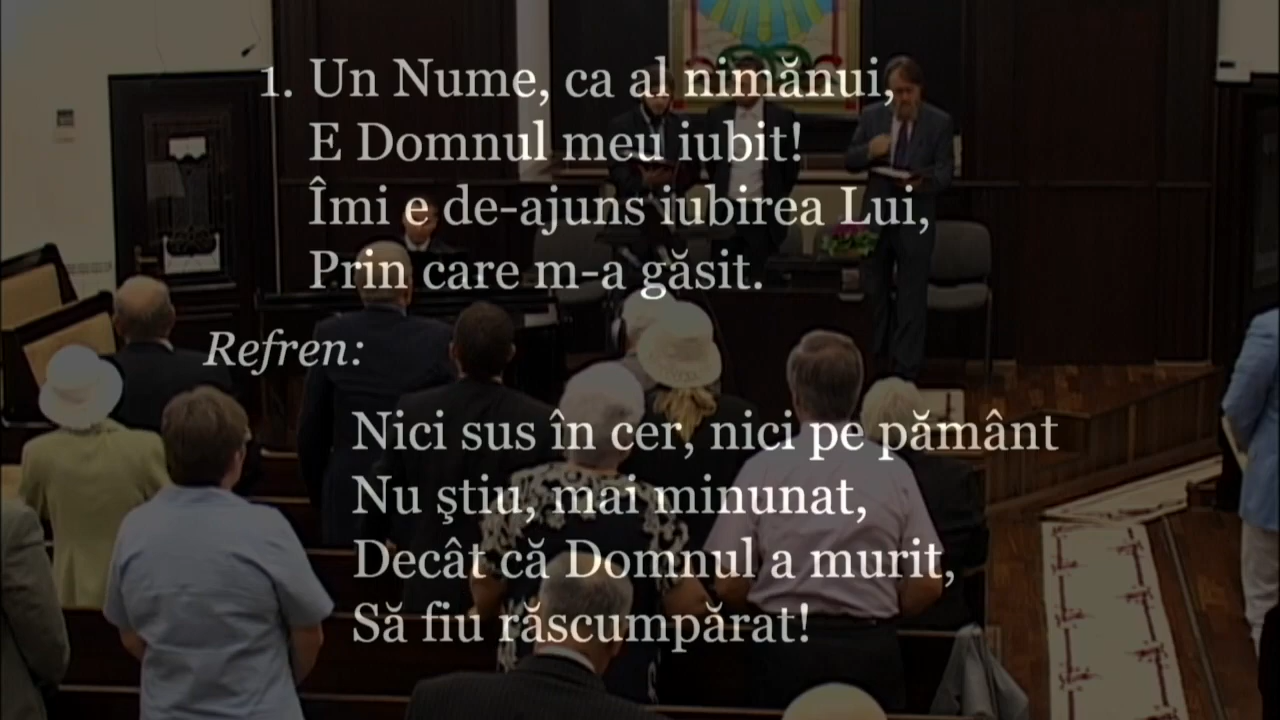 1. Un Nume, ca al nimănui,
E Domnul meu iubit!
Îmi e de-ajuns iubirea Lui,
Prin care m-a găsit.
Refren:
Nici sus în cer, nici pe pământ
Nu ştiu, mai minunat,
Decât că Domnul a murit,
Să fiu răscumpărat!